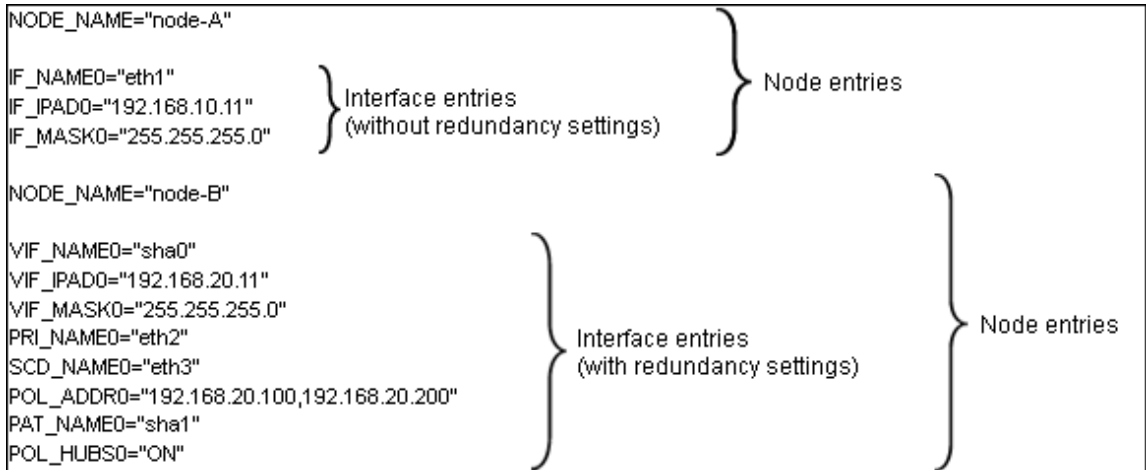 NODE_NAME="node-A"
IF_NAME0="eth1"
IF_IPAD0="192.168.10.11"
IF_MASK0="255.255.255.0"
Interface entries
(without redundancy settings)
Node entries
NODE_NAME="node-B"
VIF_NAME0="sha0"
VIF_IPAD0="192.168.20.11"
VIF_MASK0="255.255.255.0"
PRI_NAME0="eth2"
SCD_NAME0="eth3"
POL_ADDR0="192.168.20.100,192.168.20.200"
PAT_NAME0="sha1"
POL_HUBS0="ON"
Interface entries
(with redundancy settings)
Node entries